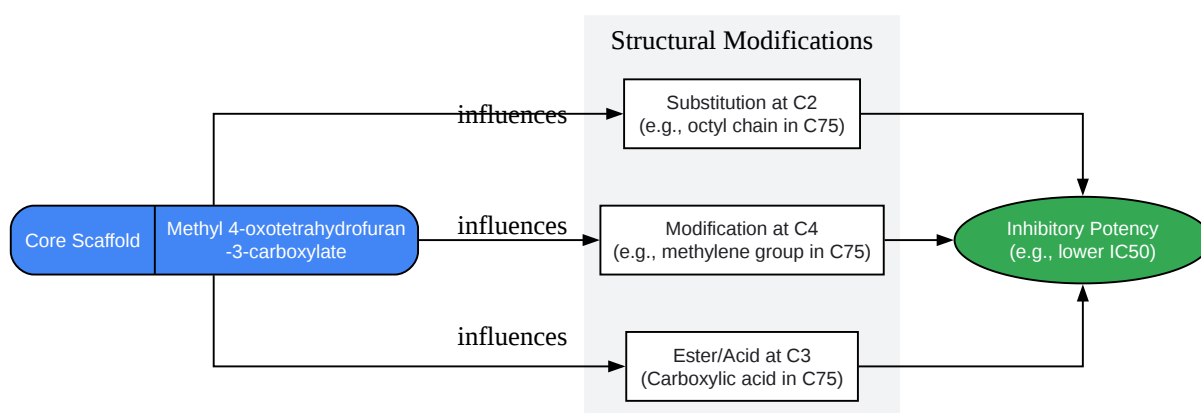 Structural Modifications
influences
Substitution at C2
(e.g., octyl chain in C75)
Core Scaffold
Methyl 4-oxotetrahydrofuran
-3-carboxylate
influences
Modification at C4
(e.g., methylene group in C75)
Inhibitory Potency
(e.g., lower IC50)
influences
Ester/Acid at C3
(Carboxylic acid in C75)